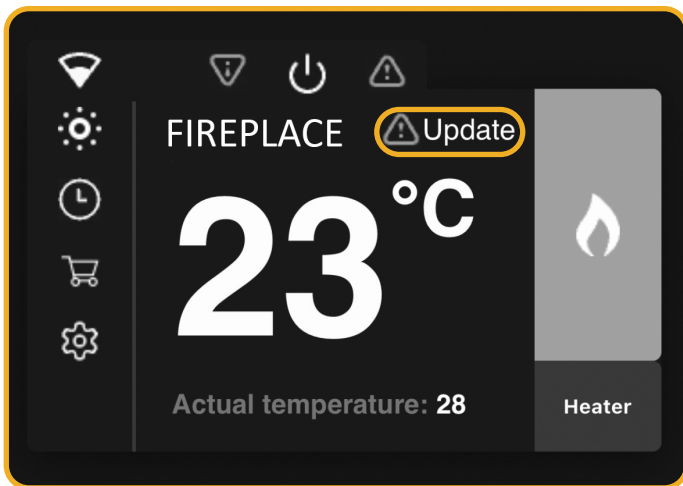 FIREPLACE
Update
23°C
Actual temperature: 28
Heater